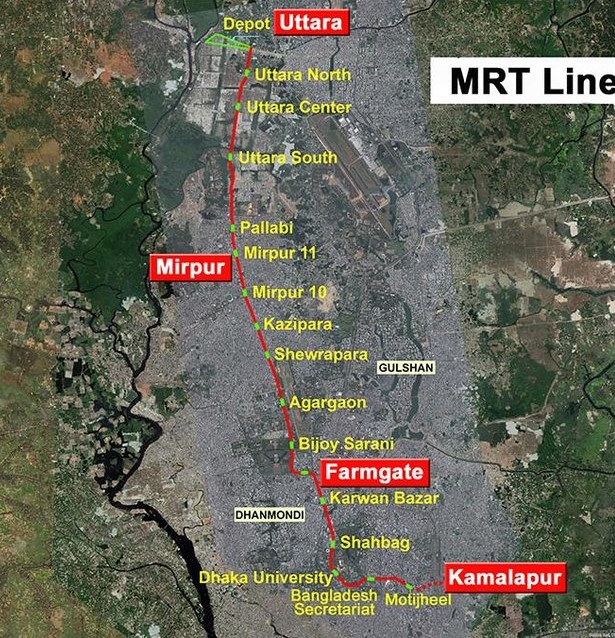 Depot Uttara
MRT Line
Uttara North
Uttara Center
Uttara South
Pallabi
Mirpur 11
Mirpur
Mirpur 10
Kazipara
Shewrapara
GULSHAN
Agargaon
Bijoy Sarani
Farmgate
Karwan Bazar
DHANMONDI
Shahbag
Dhaka University
Kamalapur
Bangladesh
Secretariat
Motijheel